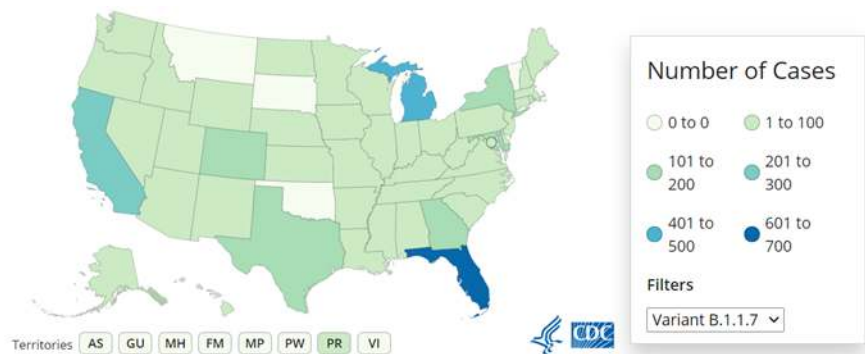 Number of Cases
0 to 0
1 to 100
101 to 200
201 to 300
401 to 500
601 to 700
Filters
Variant B.1.1.7
Territories AS GU MH FM MP PW PR VI
CDC